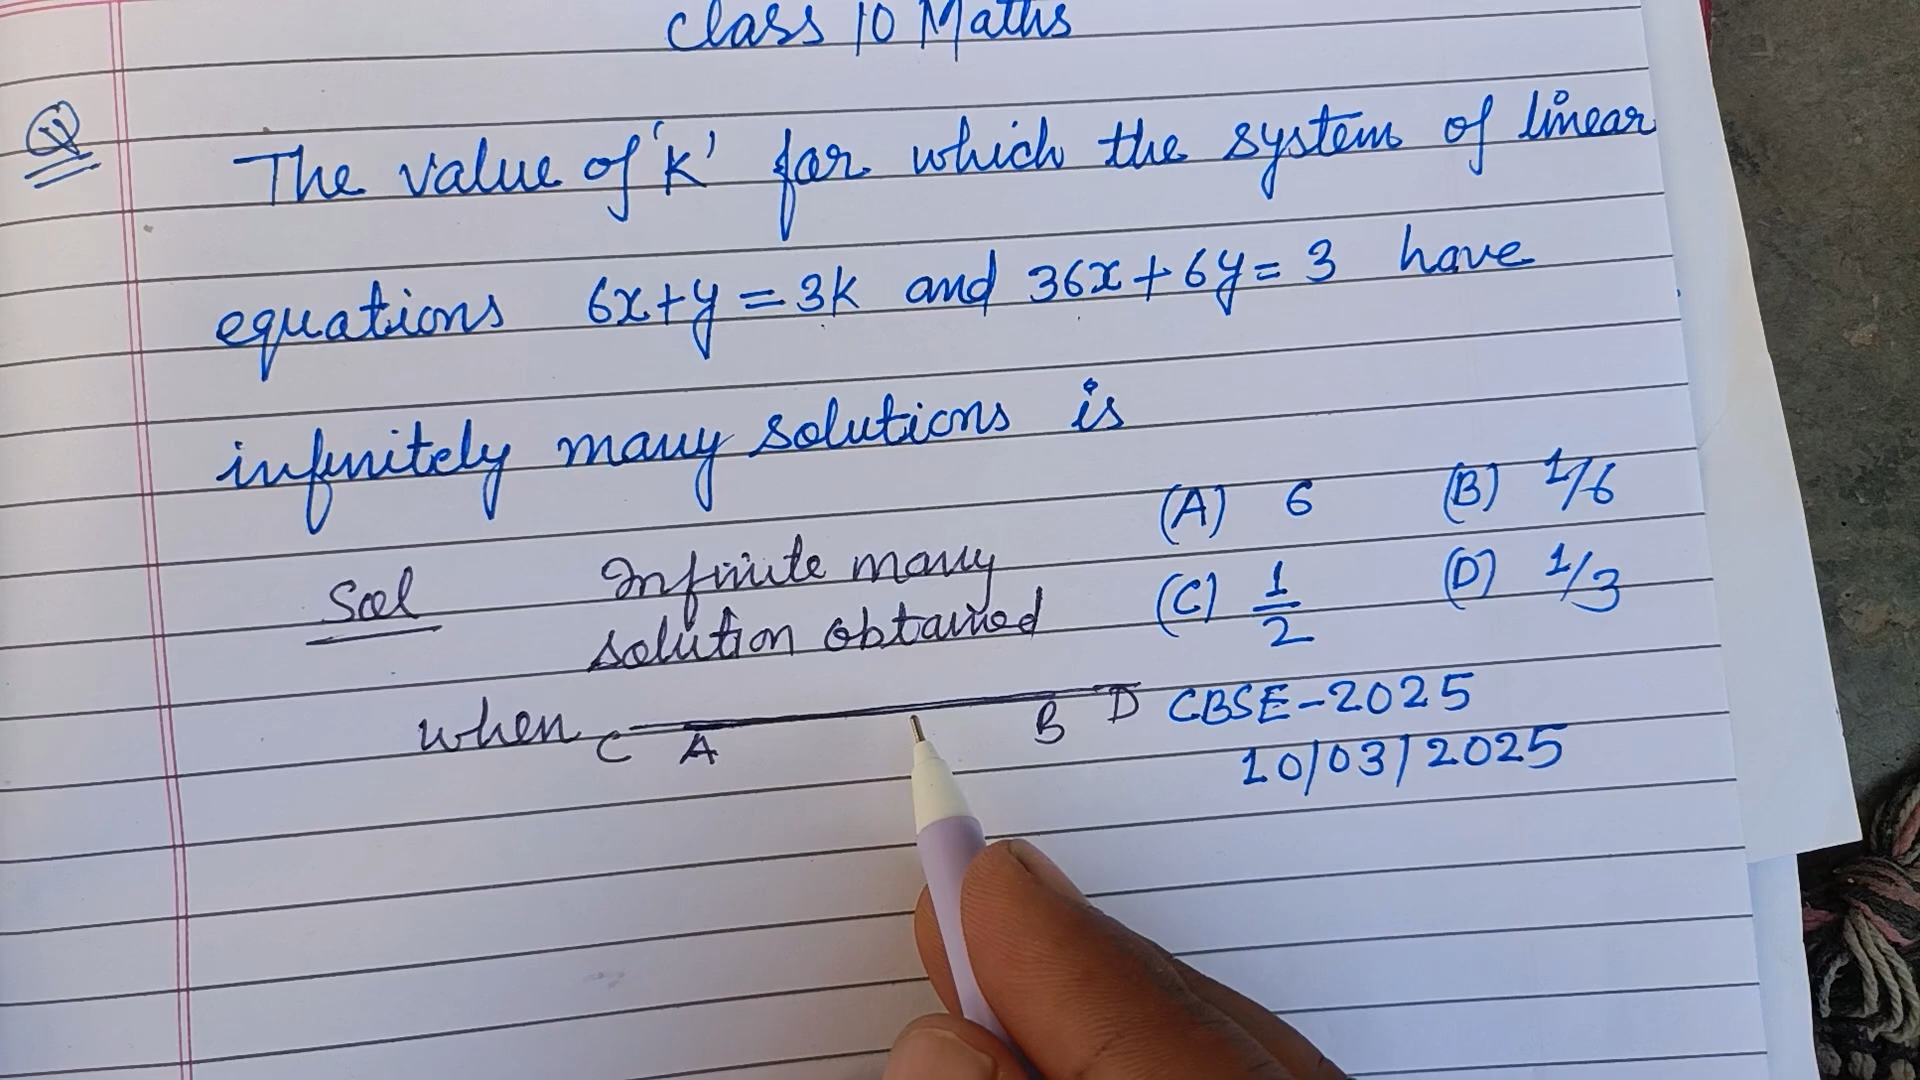 Class 10 Maths
Q
The value of 'K' for which the system of linear
equations 6x+y=3k and 36x+6y=3 have
infinitely many solutions is
(A) 6 (B) 1/6
Sol Infinite many
(C) 1/2 (D) 1/3
solution obtained
when C A B D CBSE-2025
10/03/2025